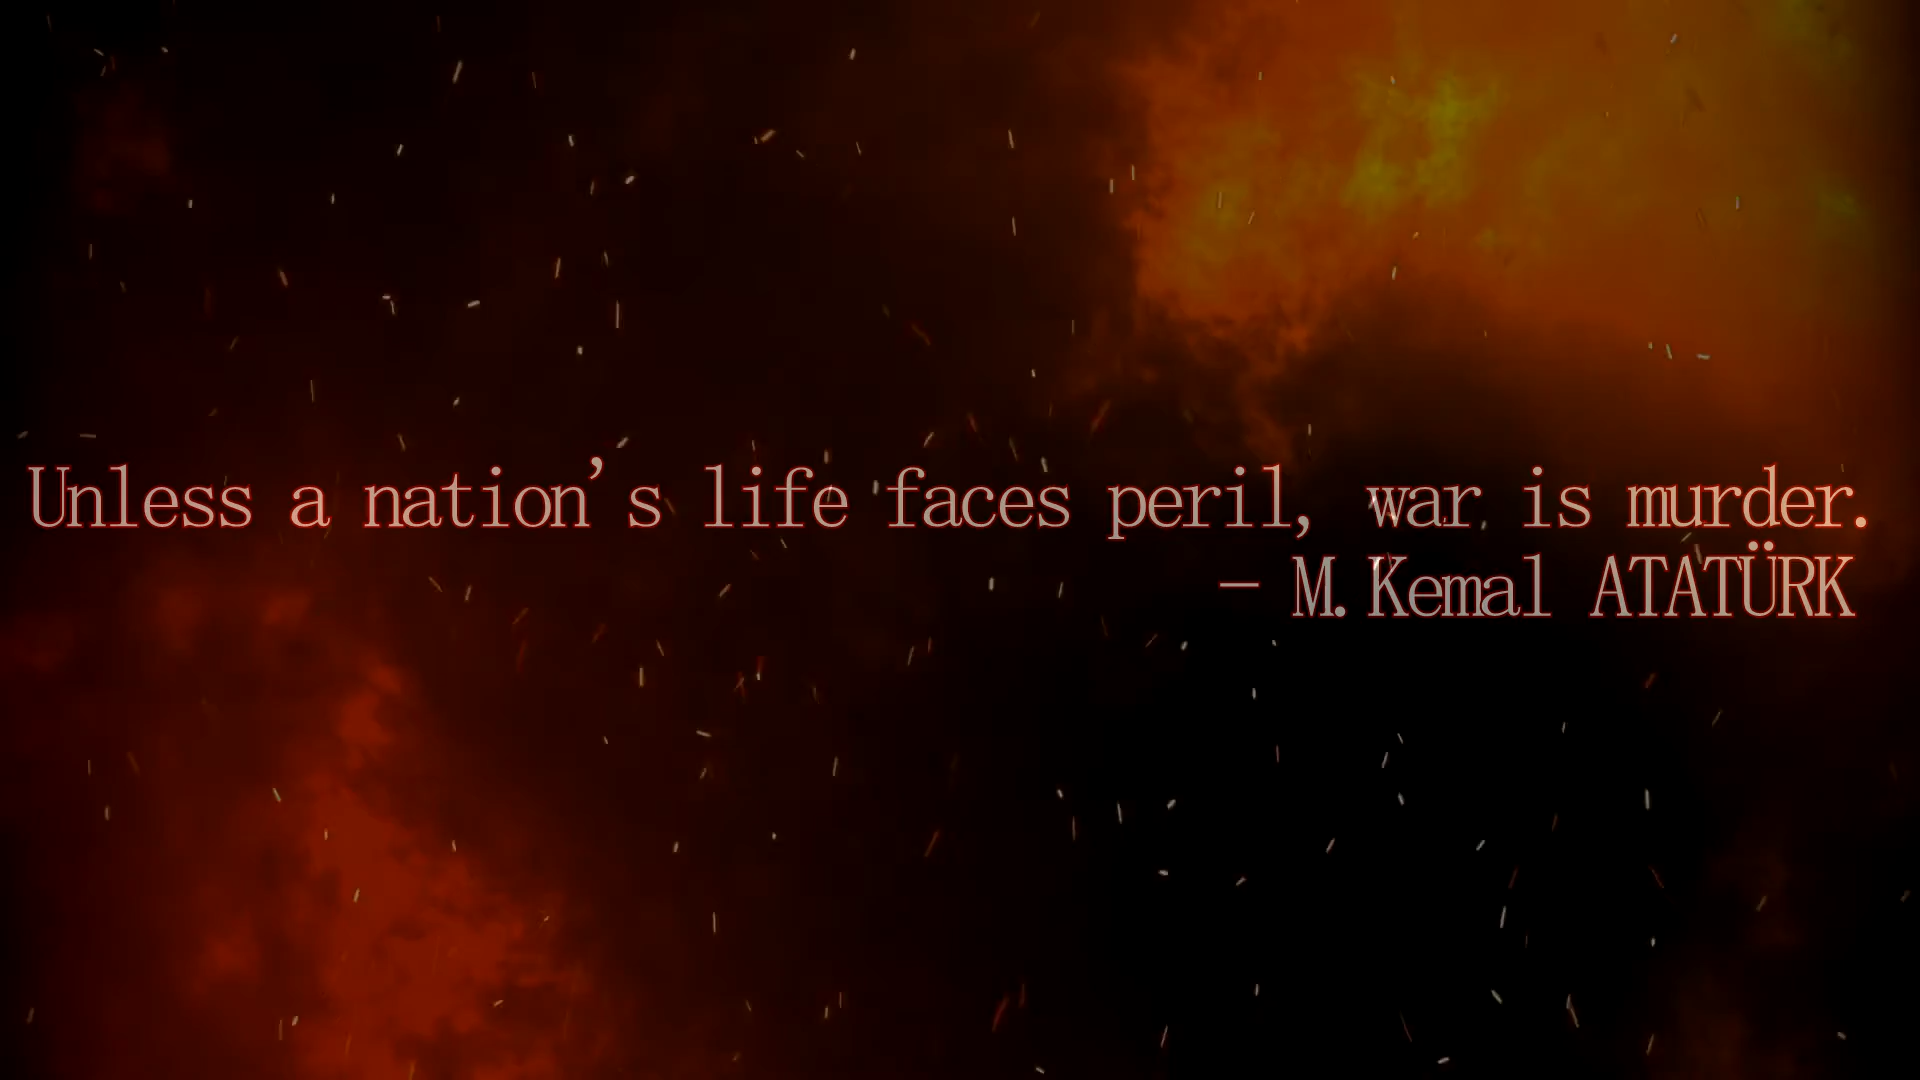 Unless a nation's life faces peril, war is murder.
— M.Kemal ATATÜRK